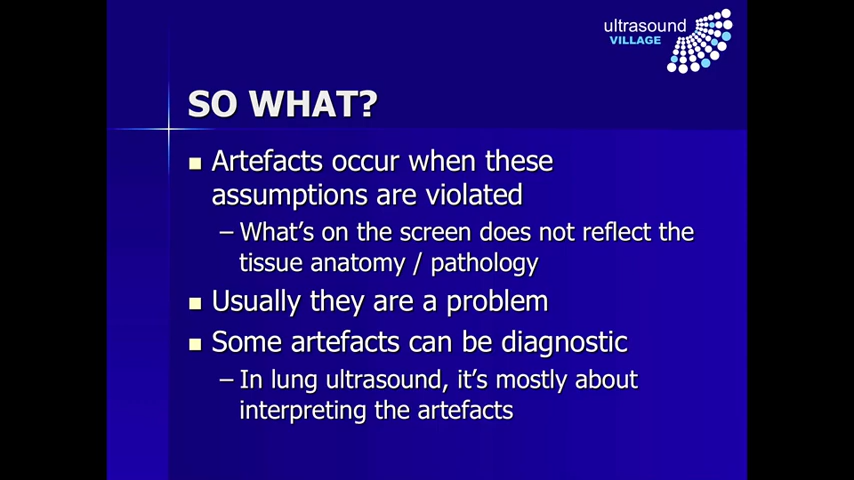 ultrasound
VILLAGE
SO WHAT?
Artefacts occur when these
assumptions are violated
– What's on the screen does not reflect the
tissue anatomy / pathology
Usually they are a problem
Some artefacts can be diagnostic
– In lung ultrasound, it's mostly about
interpreting the artefacts